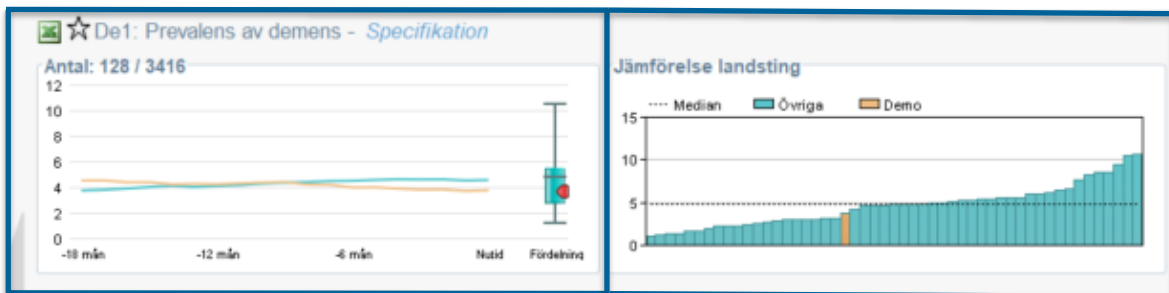 De1: Prevalens av demens - Specifikation
Antal: 128 / 3416
12
10
8
6
4
2
0
-18 mån
-12 mån
-6 mån
Nutid
Fördelning
Jämförelse landsting
Median
Övriga
Demo
15
10
5
0